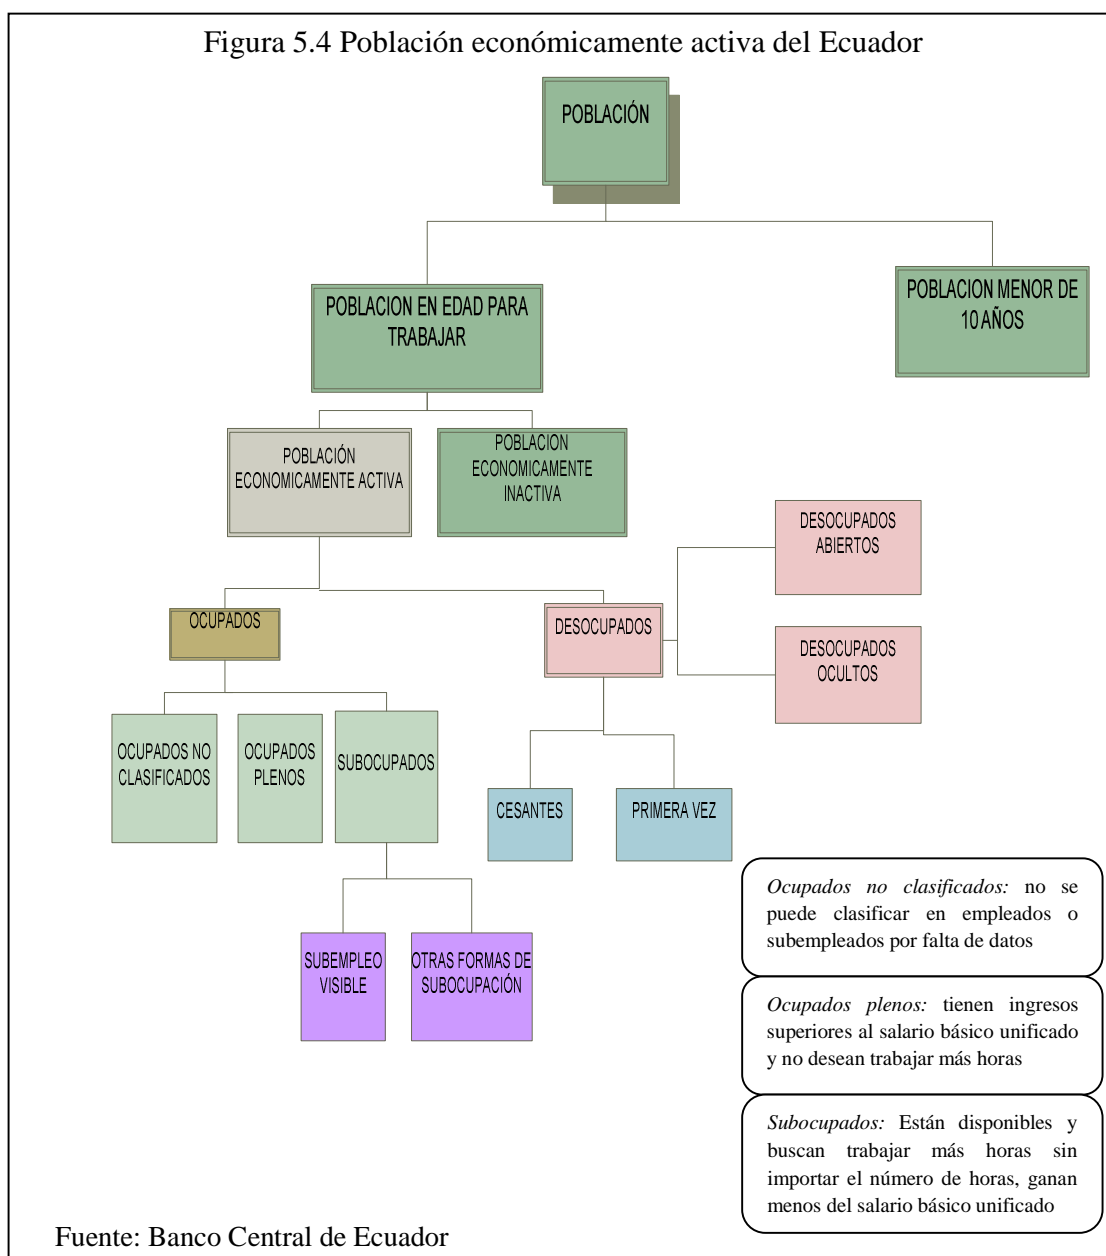 Figura 5.4 Población económicamente activa del Ecuador
POBLACIÓN
POBLACION EN EDAD PARA
TRABAJAR
POBLACION MENOR DE
10 AÑOS
POBLACIÓN
ECONOMICAMENTE ACTIVA
POBLACION
ECONOMICAMENTE
INACTIVA
DESOCUPADOS
ABIERTOS
OCUPADOS
DESOCUPADOS
DESOCUPADOS
OCULTOS
OCUPADOS NO
CLASIFICADOS
OCUPADOS
PLENOS
SUBOCUPADOS
CESANTES
PRIMERA VEZ
SUBEMPLEO
VISIBLE
OTRAS FORMAS DE
SUBOCUPACIÓN
Ocupados no clasificados: no se
puede clasificar en empleados o
subempleados por falta de datos
Ocupados plenos: tienen ingresos
superiores al salario básico unificado
y no desean trabajar más horas
Subocupados: Están disponibles y
buscan trabajar más horas sin
importar el número de horas, ganan
menos del salario básico unificado
Fuente: Banco Central de Ecuador